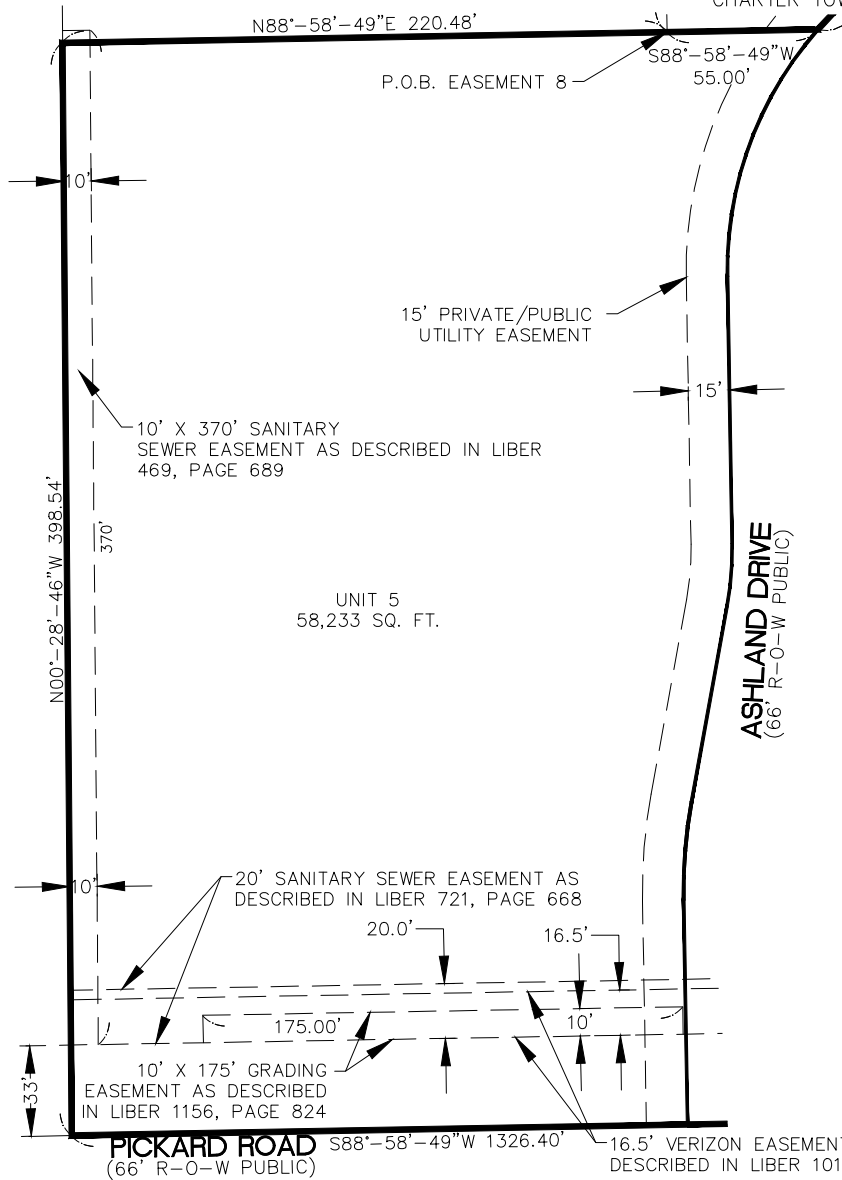 CHARTER TOW
N88°-58'-49"E 220.48'
S88°-58'-49"W
55.00'
P.O.B. EASEMENT 8
10'
15' PRIVATE/PUBLIC
UTILITY EASEMENT
15'
10' X 370' SANITARY
SEWER EASEMENT AS DESCRIBED IN LIBER
469, PAGE 689
N00°-28'-46"W 398.54'
370'
UNIT 5
58,233 SQ. FT.
ASHLAND DRIVE
(66' R-O-W PUBLIC)
10'
20' SANITARY SEWER EASEMENT AS
DESCRIBED IN LIBER 721, PAGE 668
20.0'
16.5'
175.00'
10'
33'
10' X 175' GRADING
EASEMENT AS DESCRIBED
IN LIBER 1156, PAGE 824
PICKARD ROAD
(66' R-O-W PUBLIC)
S88°-58'-49"W 1326.40'
16.5' VERIZON EASEMENT
DESCRIBED IN LIBER 101